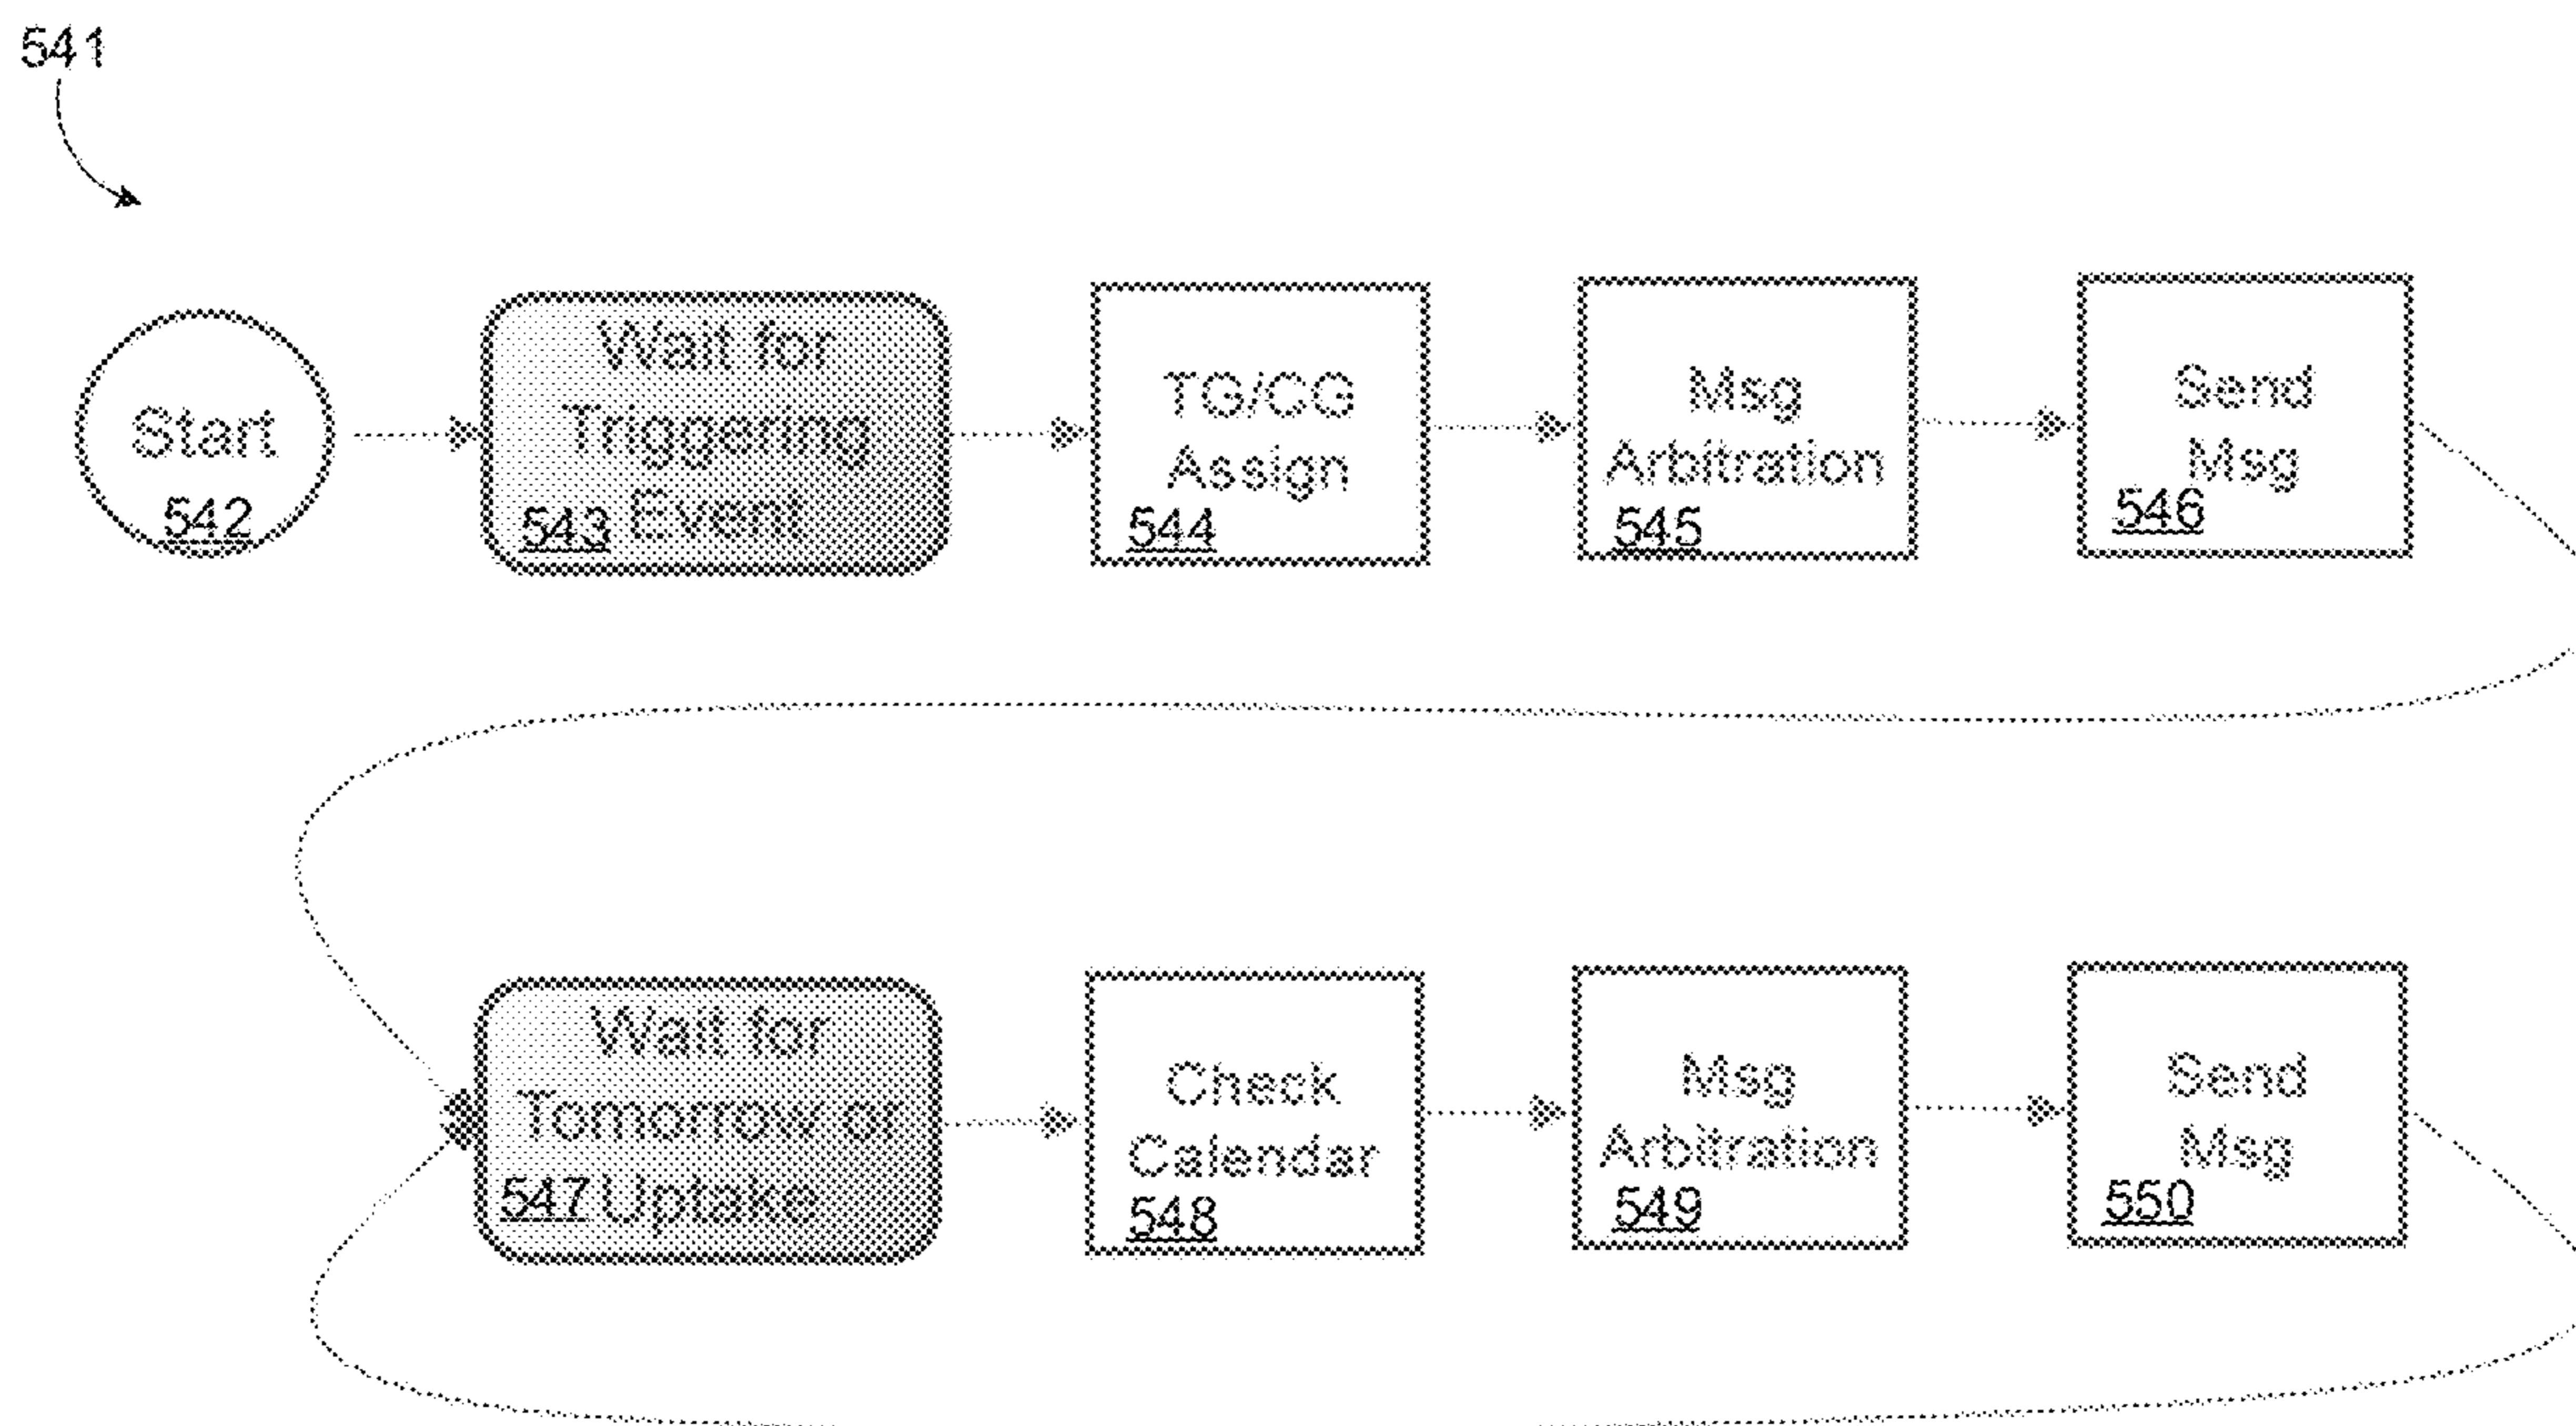 541
Start
542
Wait for
Triggering
543 Event
TG/CG
Assign
544
Msg
Arbitration
545
Send
Msg
546
Wait for
Tomorrow or
547 Uptake
Check
Calendar
548
Msg
Arbitration
549
Send
Msg
550